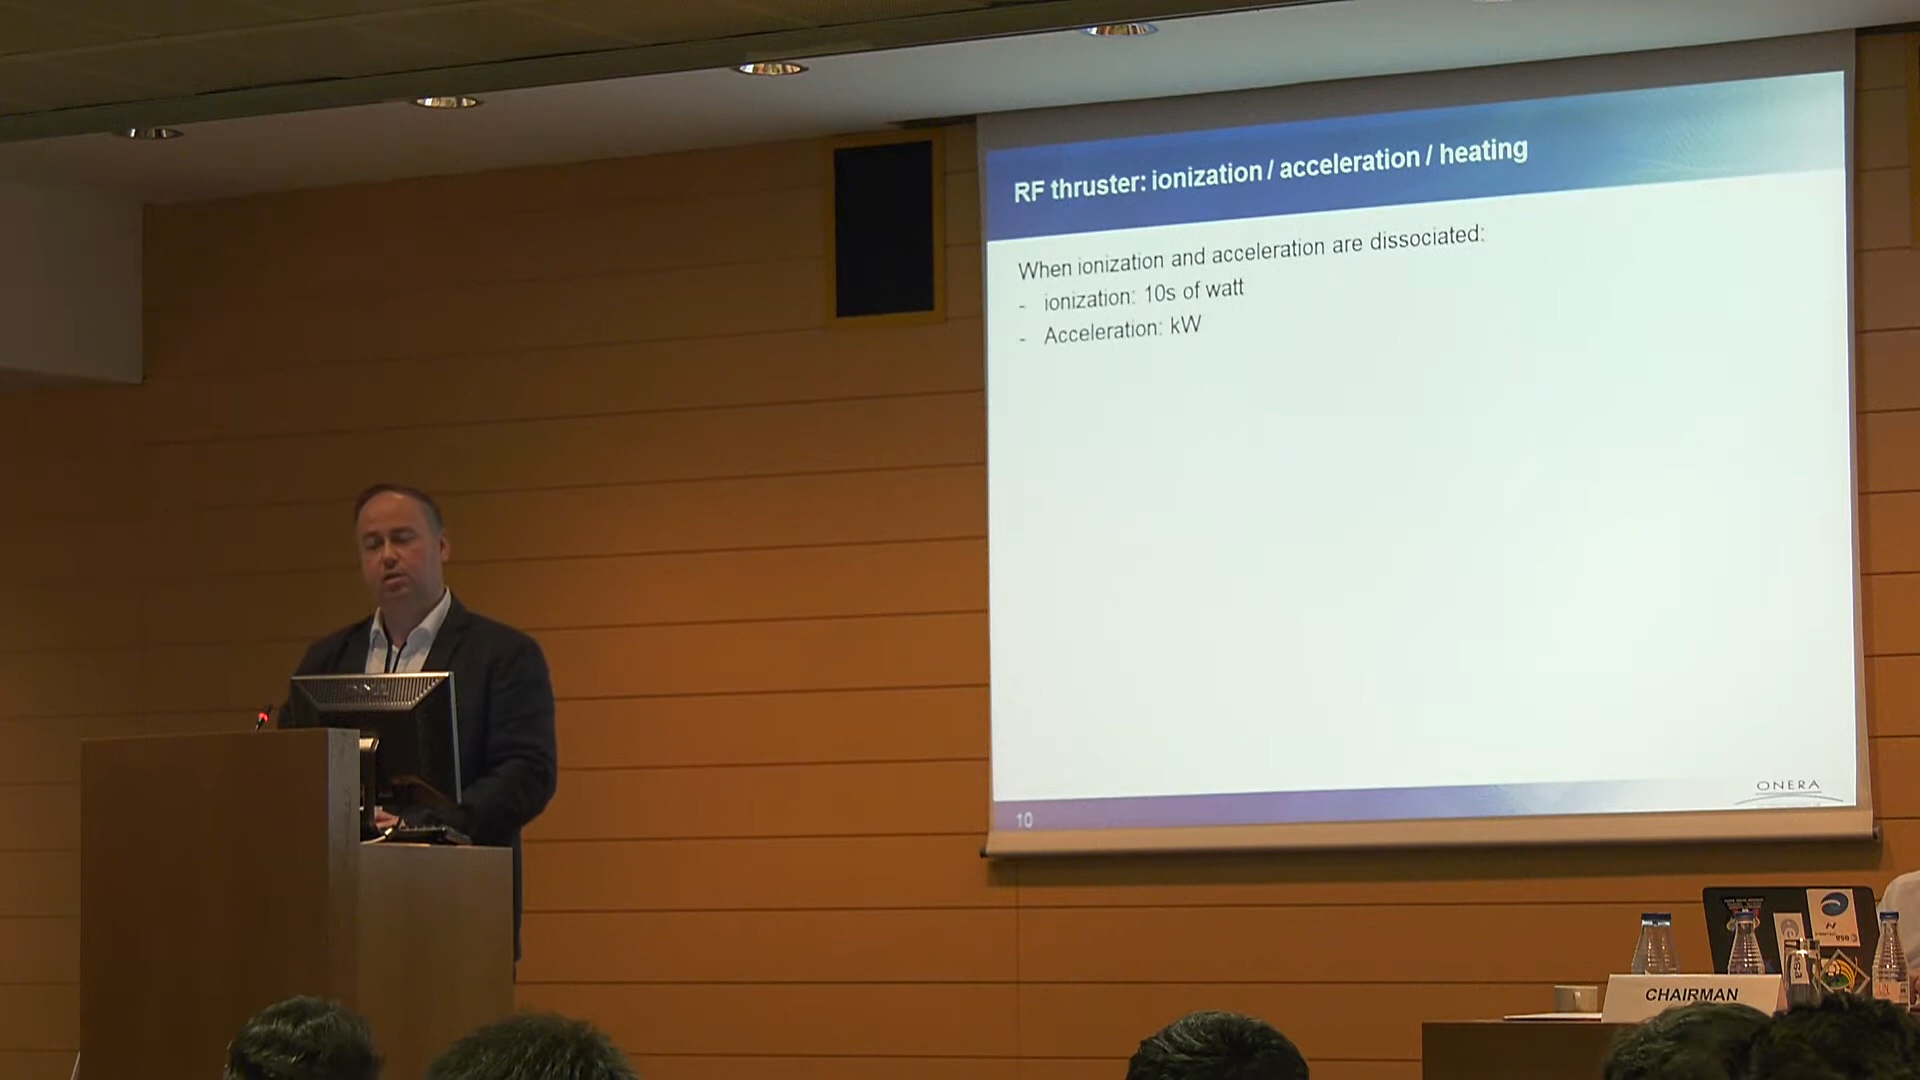 RF thruster: ionization / acceleration / heating
When ionization and acceleration are dissociated:
- ionization: 10s of watt
- Acceleration: kW
ONERA
10
esa
CHAIRMAN